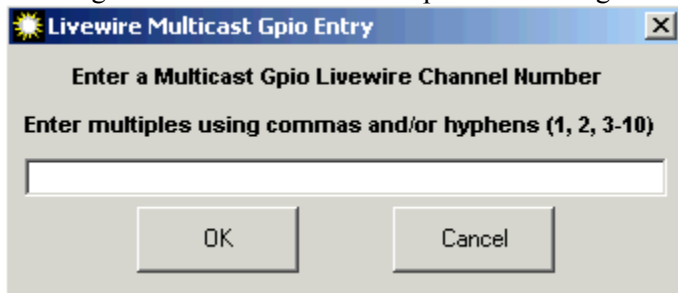 Livewire Multicast Gpio Entry
Enter a Multicast Gpio Livewire Channel Number
Enter multiples using commas and/or hyphens (1, 2, 3-10)
OK Cancel